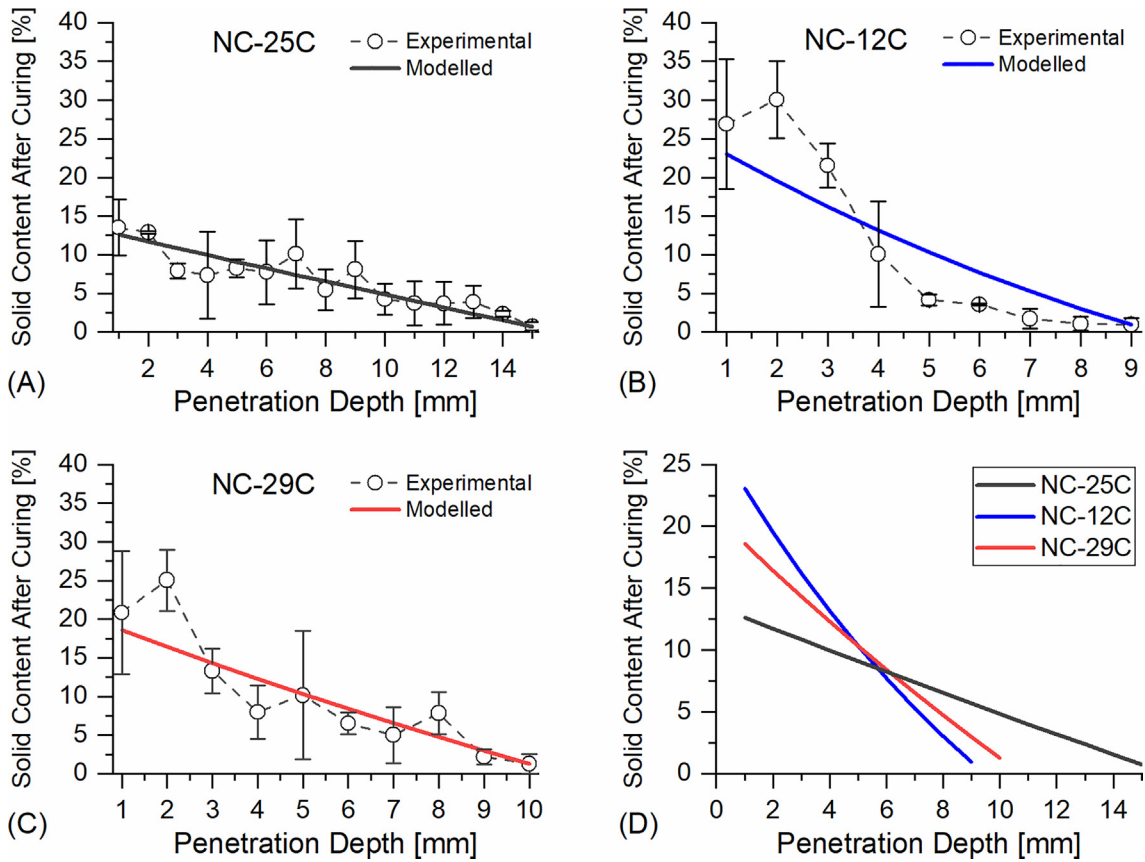 Solid Content After Curing [%]
40
35
30
25
20
15
10
5
0
NC-25C
Experimental
Modelled
2 4 6 8 10 12 14
(A)
Penetration Depth [mm]
Solid Content After Curing [%]
40
35
30
25
20
15
10
5
0
NC-12C
Experimental
Modelled
1 2 3 4 5 6 7 8 9
(B)
Penetration Depth [mm]
Solid Content After Curing [%]
40
35
30
25
20
15
10
5
0
NC-29C
Experimental
Modelled
1 2 3 4 5 6 7 8 9 10
(C)
Penetration Depth [mm]
Solid Content After Curing [%]
25
20
15
10
5
0
NC-25C
NC-12C
NC-29C
0 2 4 6 8 10 12 14
(D)
Penetration Depth [mm]